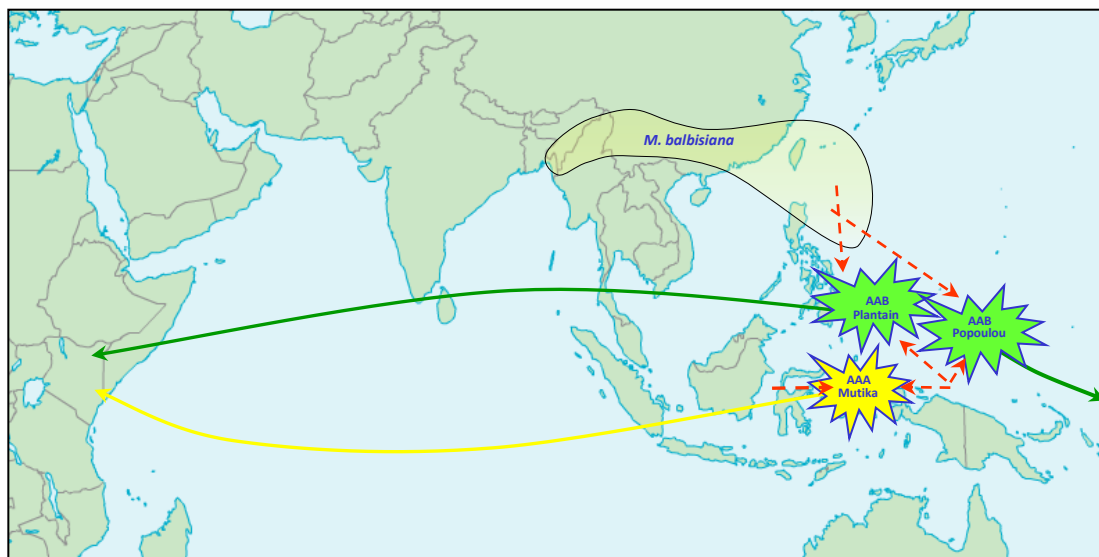 M. balbisiana
AAB
Plantain
AAB
Popoulou
AAA
Mutika